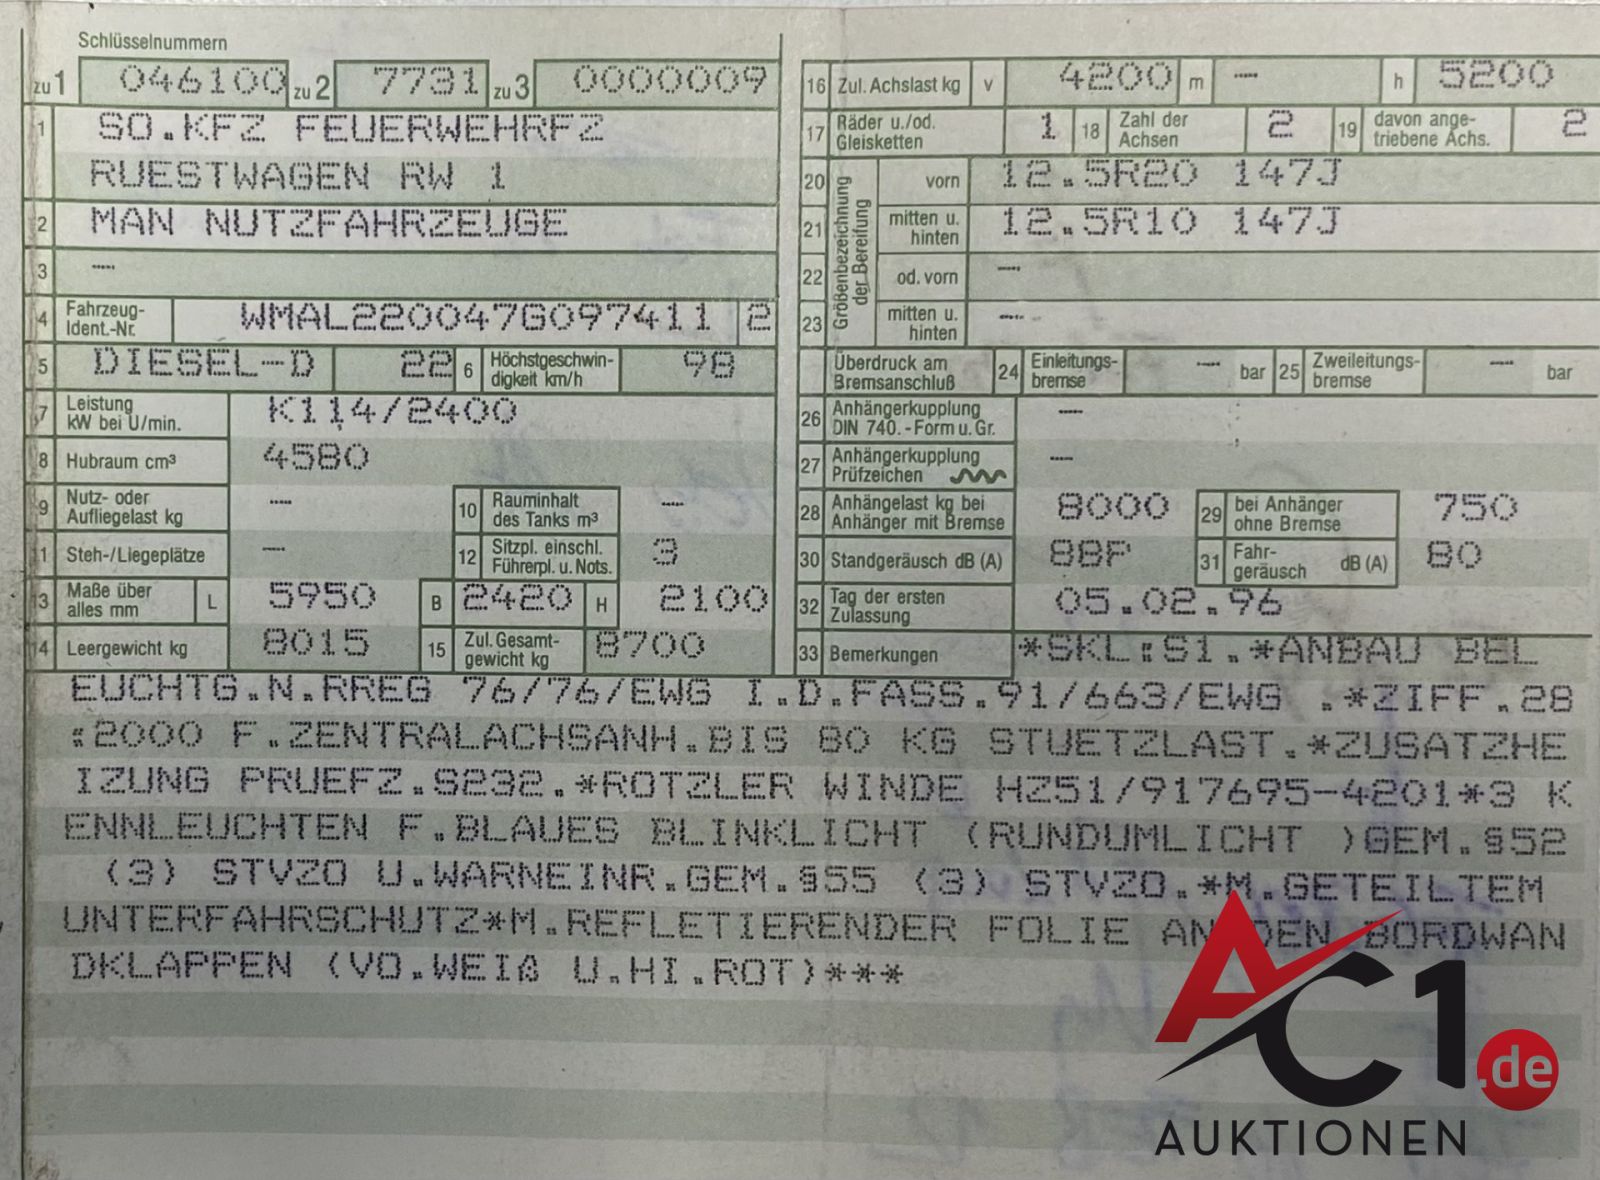 Schlüsselnummern
zu 1 046100 zu 2 7731 zu 3 0000009
1 SO.KFZ FEUERWEHRFZ
RUESTWAGEN RW 1
2 MAN NUTZFAHRZEUGE
3 --
4 Fahrzeug-Ident.-Nr. WMAL220047G097411 2
5 DIESEL-D 22 6 Höchstgeschwindigkeit km/h 98
7 Leistung kW bei U/min. K114/2400
8 Hubraum cm³ 4580
9 Nutz- oder Aufliegelast kg -- 10 Rauminhalt des Tanks m³ --
11 Steh-/Liegeplätze -- 12 Sitzpl. einschl. Führerpl. u. Nots. 3
13 Maße über alles mm L 5950 B 2420 H 2100
14 Leergewicht kg 8015 15 Zul. Gesamtgewicht kg 8700
16 Zul. Achslast kg v 4200 m -- h 5200
17 Räder u./od. Gleisketten 1 18 Zahl der Achsen 2 19 davon angetriebene Achs. 2
Größenbezeichnung der Bereifung
20 vorn 12.5R20 147J
21 mitten u. hinten 12.5R10 147J
22 od. vorn --
23 mitten u. hinten --
Überdruck am Bremsanschluß 24 Einleitungsbremse -- bar 25 Zweileitungsbremse -- bar
26 Anhängerkupplung DIN 740.-Form u. Gr. --
27 Anhängerkupplung Prüfzeichen --
28 Anhängelast kg bei Anhänger mit Bremse 8000 29 bei Anhänger ohne Bremse 750
30 Standgeräusch dB (A) 88P 31 Fahrgeräusch dB (A) 80
32 Tag der ersten Zulassung 05.02.96
33 Bemerkungen *SKL:S1.*ANBAU BEL
EUCHTG.N.RREG 76/76/EWG I.D.FASS.91/663/EWG .*ZIFF.28
:2000 F.ZENTRALACHSANH.BIS 80 KG STUETZLAST.*ZUSATZHE
IZUNG PRUEFZ.S232.*ROTZLER WINDE HZ51/917695-4201*3 K
ENNLEUCHTEN F.BLAUES BLINKLICHT (RUNDUMLICHT )GEM.§52
(3) STVZO U.WARNEINR.GEM.§55 (3) STVZO.*M.GETEILTEM
UNTERFAHRSCHUTZ*M.REFLETIERENDER FOLIE AN DEN BORDWAN
DKLAPPEN (VO.WEIß U.HI.ROT)***
AC1.de
AUKTIONEN